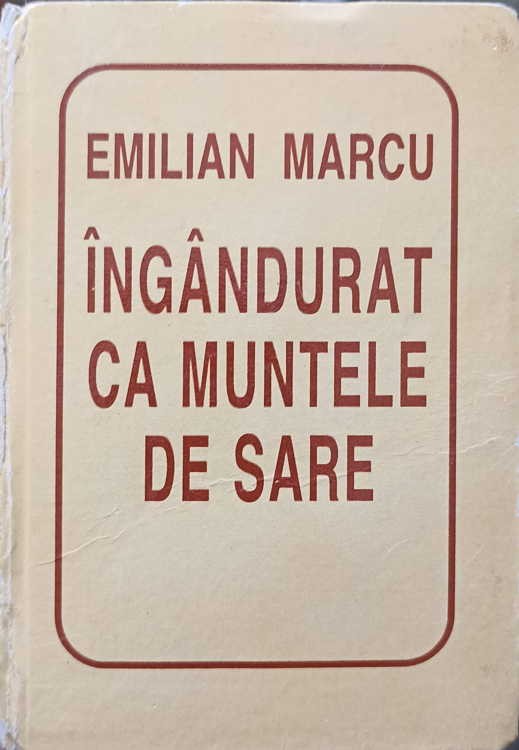 EMILIAN MARCU
ÎNGÂNDURAT
CA MUNTELE
DE SARE